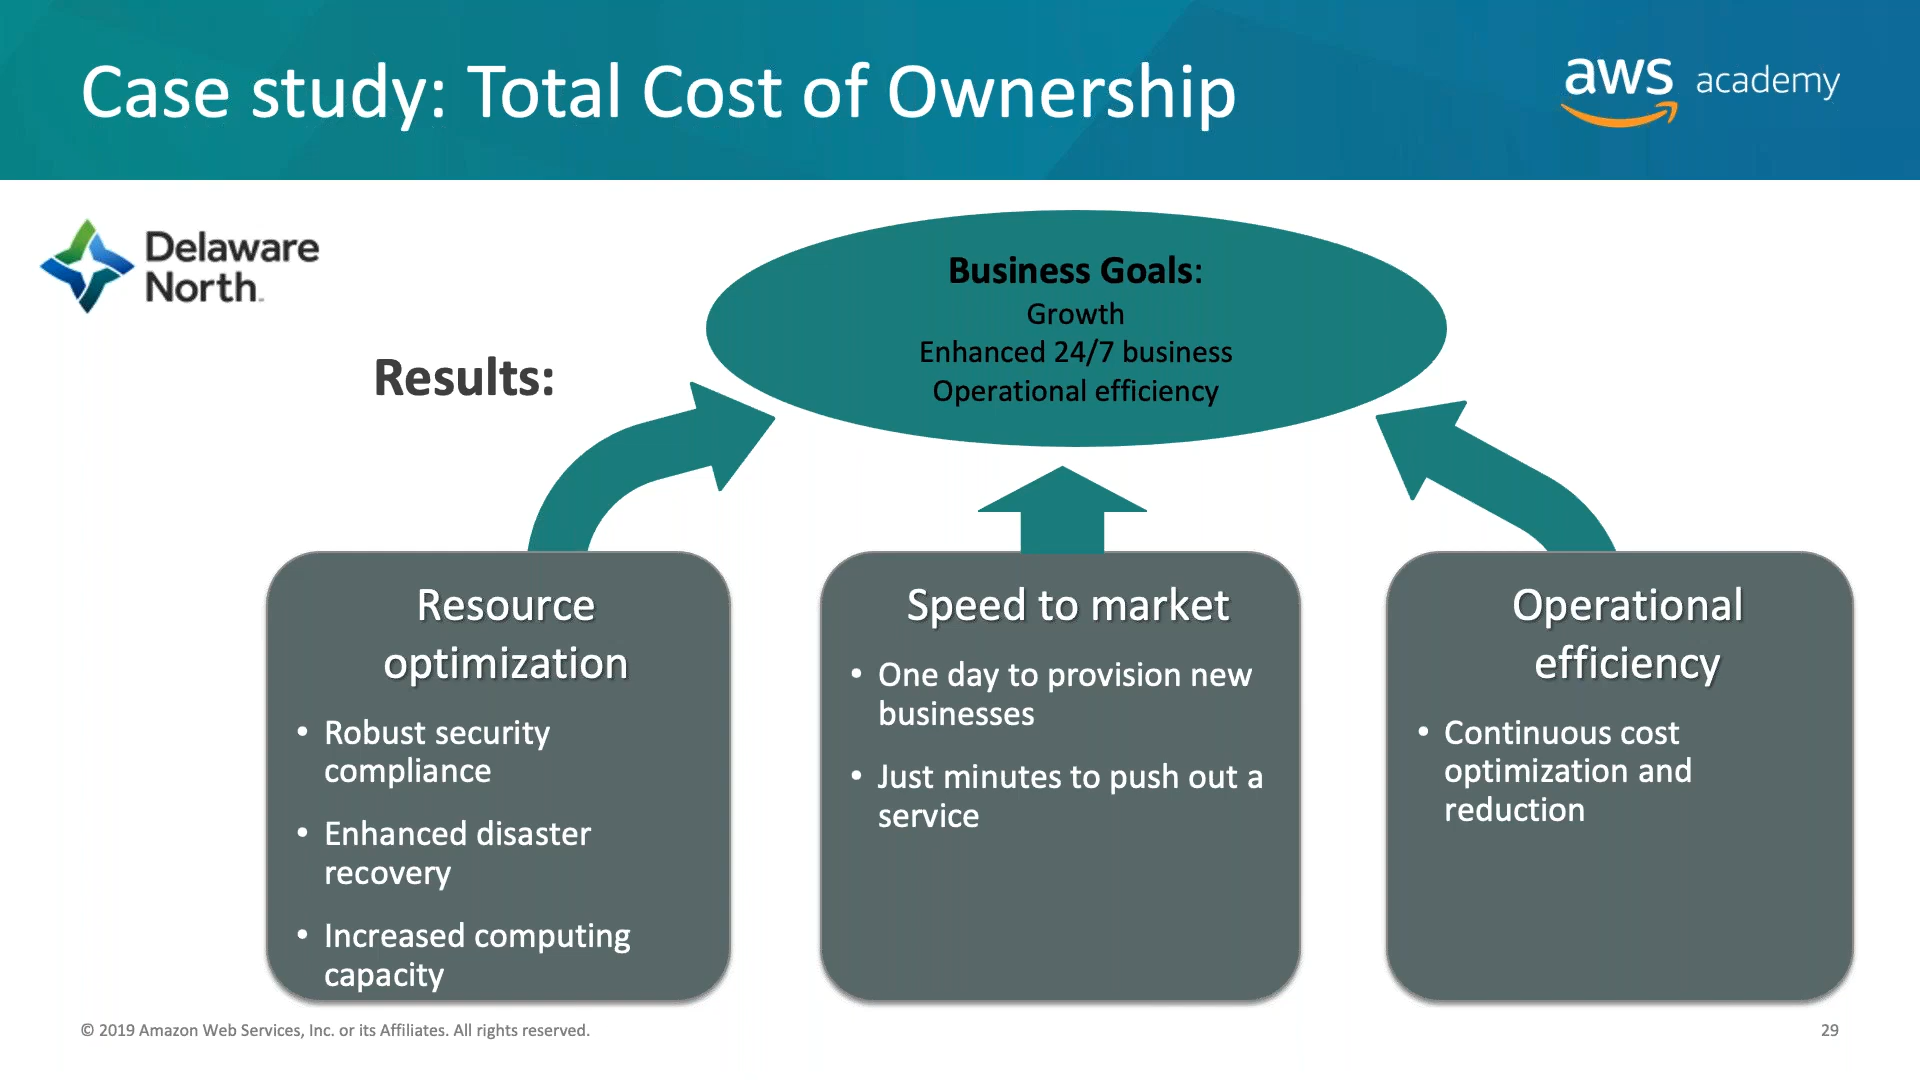 Case study: Total Cost of Ownership
aws academy
Delaware
North
Results:
Business Goals:
Growth
Enhanced 24/7 business
Operational efficiency
Resource
optimization
• Robust security
compliance
• Enhanced disaster
recovery
• Increased computing
capacity
Speed to market
• One day to provision new
businesses
• Just minutes to push out a
service
Operational
efficiency
• Continuous cost
optimization and
reduction
© 2019 Amazon Web Services, Inc. or its Affiliates. All rights reserved.
29